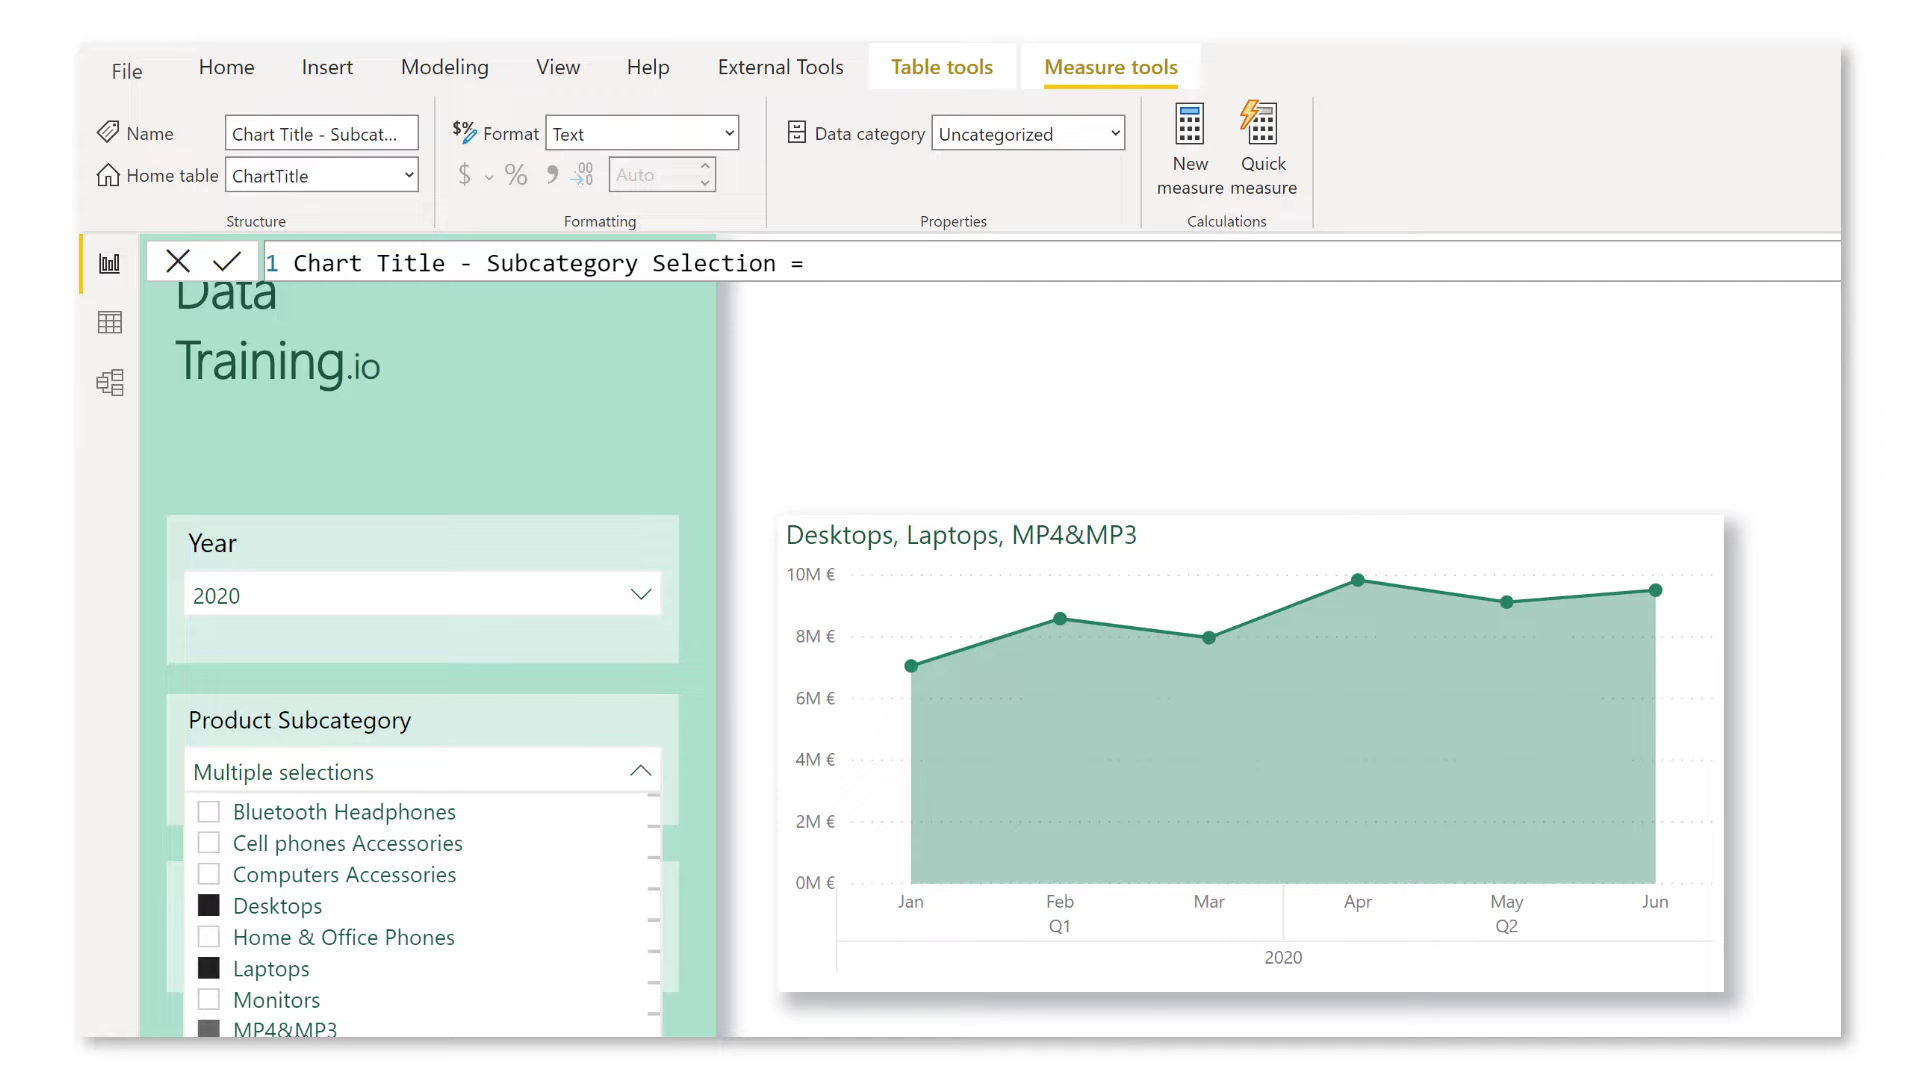 File
Home
Insert
Modeling
View
Help
External Tools
Table tools
Measure tools
Name
Chart Title - Subcat...
Format
Text
Data category
Uncategorized
Home table
ChartTitle
$
%
,
.00
.0
Auto
New
measure
Quick
measure
Structure
Formatting
Properties
Calculations
1 Chart Title - Subcategory Selection =
Data
Training.io
Year
2020
Product Subcategory
Multiple selections
Bluetooth Headphones
Cell phones Accessories
Computers Accessories
Desktops
Home & Office Phones
Laptops
Monitors
MP4&MP3
Desktops, Laptops, MP4&MP3
10M €
8M €
6M €
4M €
2M €
0M €
Jan
Feb
Mar
Apr
May
Jun
Q1
Q2
2020